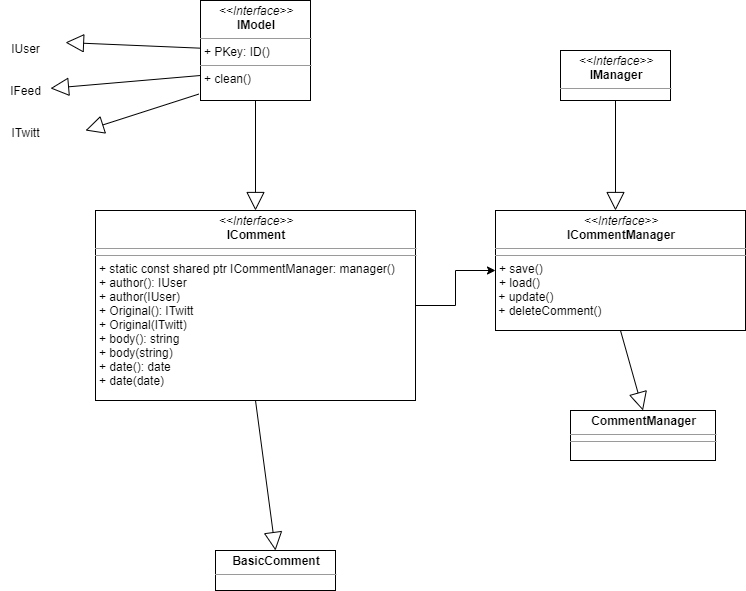 <<Interface>>
IModel
+ PKey: ID()
+ clean()
IUser
IFeed
ITwitt
<<Interface>>
IManager
<<Interface>>
IComment
+ static const shared ptr ICommentManager: manager()
+ author(): IUser
+ author(IUser)
+ Original(): ITwitt
+ Original(ITwitt)
+ body(): string
+ body(string)
+ date(): date
+ date(date)
<<Interface>>
ICommentManager
+ save()
+ load()
+ update()
+ deleteComment()
CommentManager
BasicComment